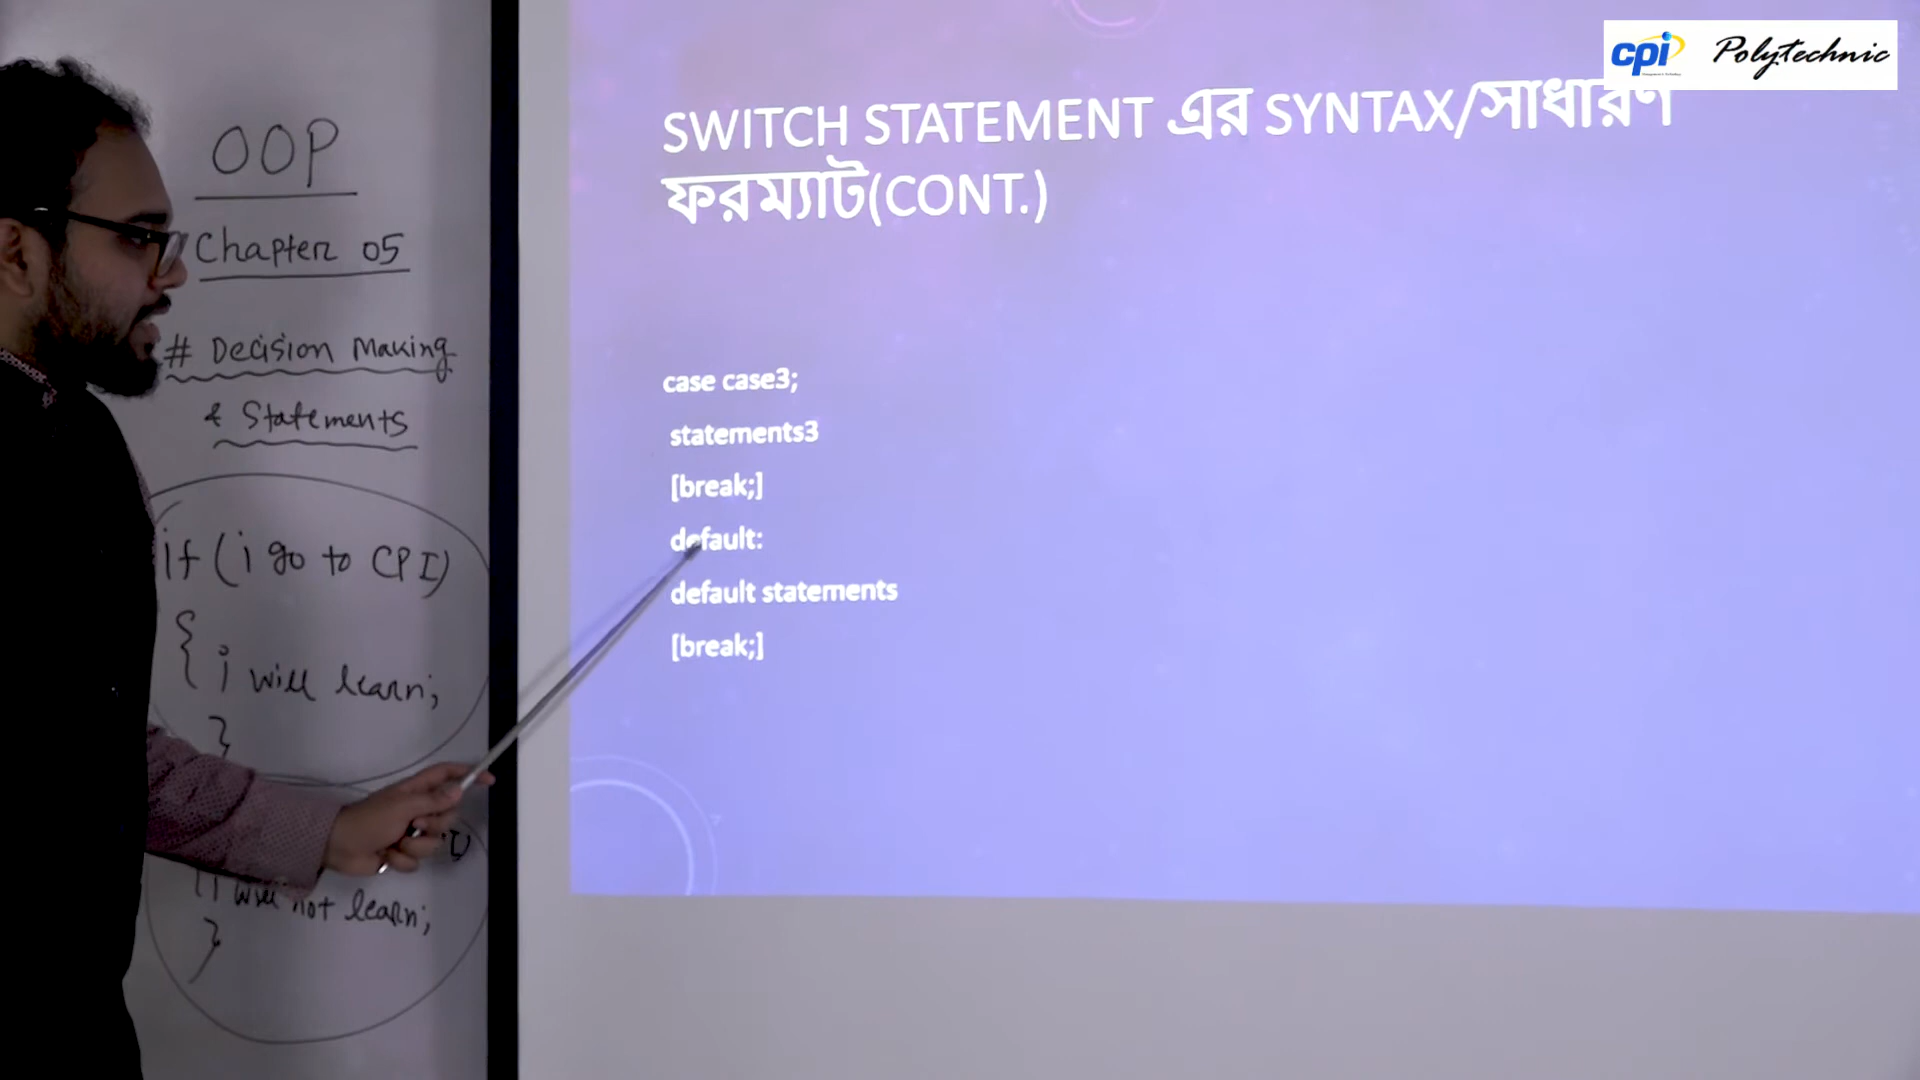 cpi Polytechnic
OOP
Chapter 05
# Decision Making
& Statements
if (i go to CPI)
{ i will learn;
}
i will not learn;
}
SWITCH STATEMENT এর SYNTAX/সাধারণ
ফরম্যাট(CONT.)
case case3;
statements3
[break;]
default:
default statements
[break;]